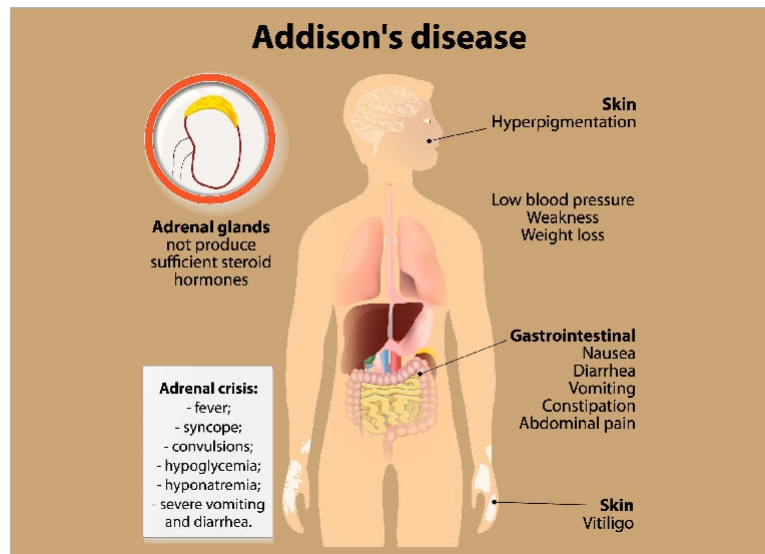 Addison's disease
Skin
Hyperpigmentation
Adrenal glands
not produce
sufficient steroid
hormones
Low blood pressure
Weakness
Weight loss
Gastrointestinal
Nausea
Diarrhea
Vomiting
Constipation
Abdominal pain
Adrenal crisis:
- fever;
- syncope;
- convulsions;
- hypoglycemia;
- hyponatremia;
- severe vomiting
and diarrhea.
Skin
Vitiligo